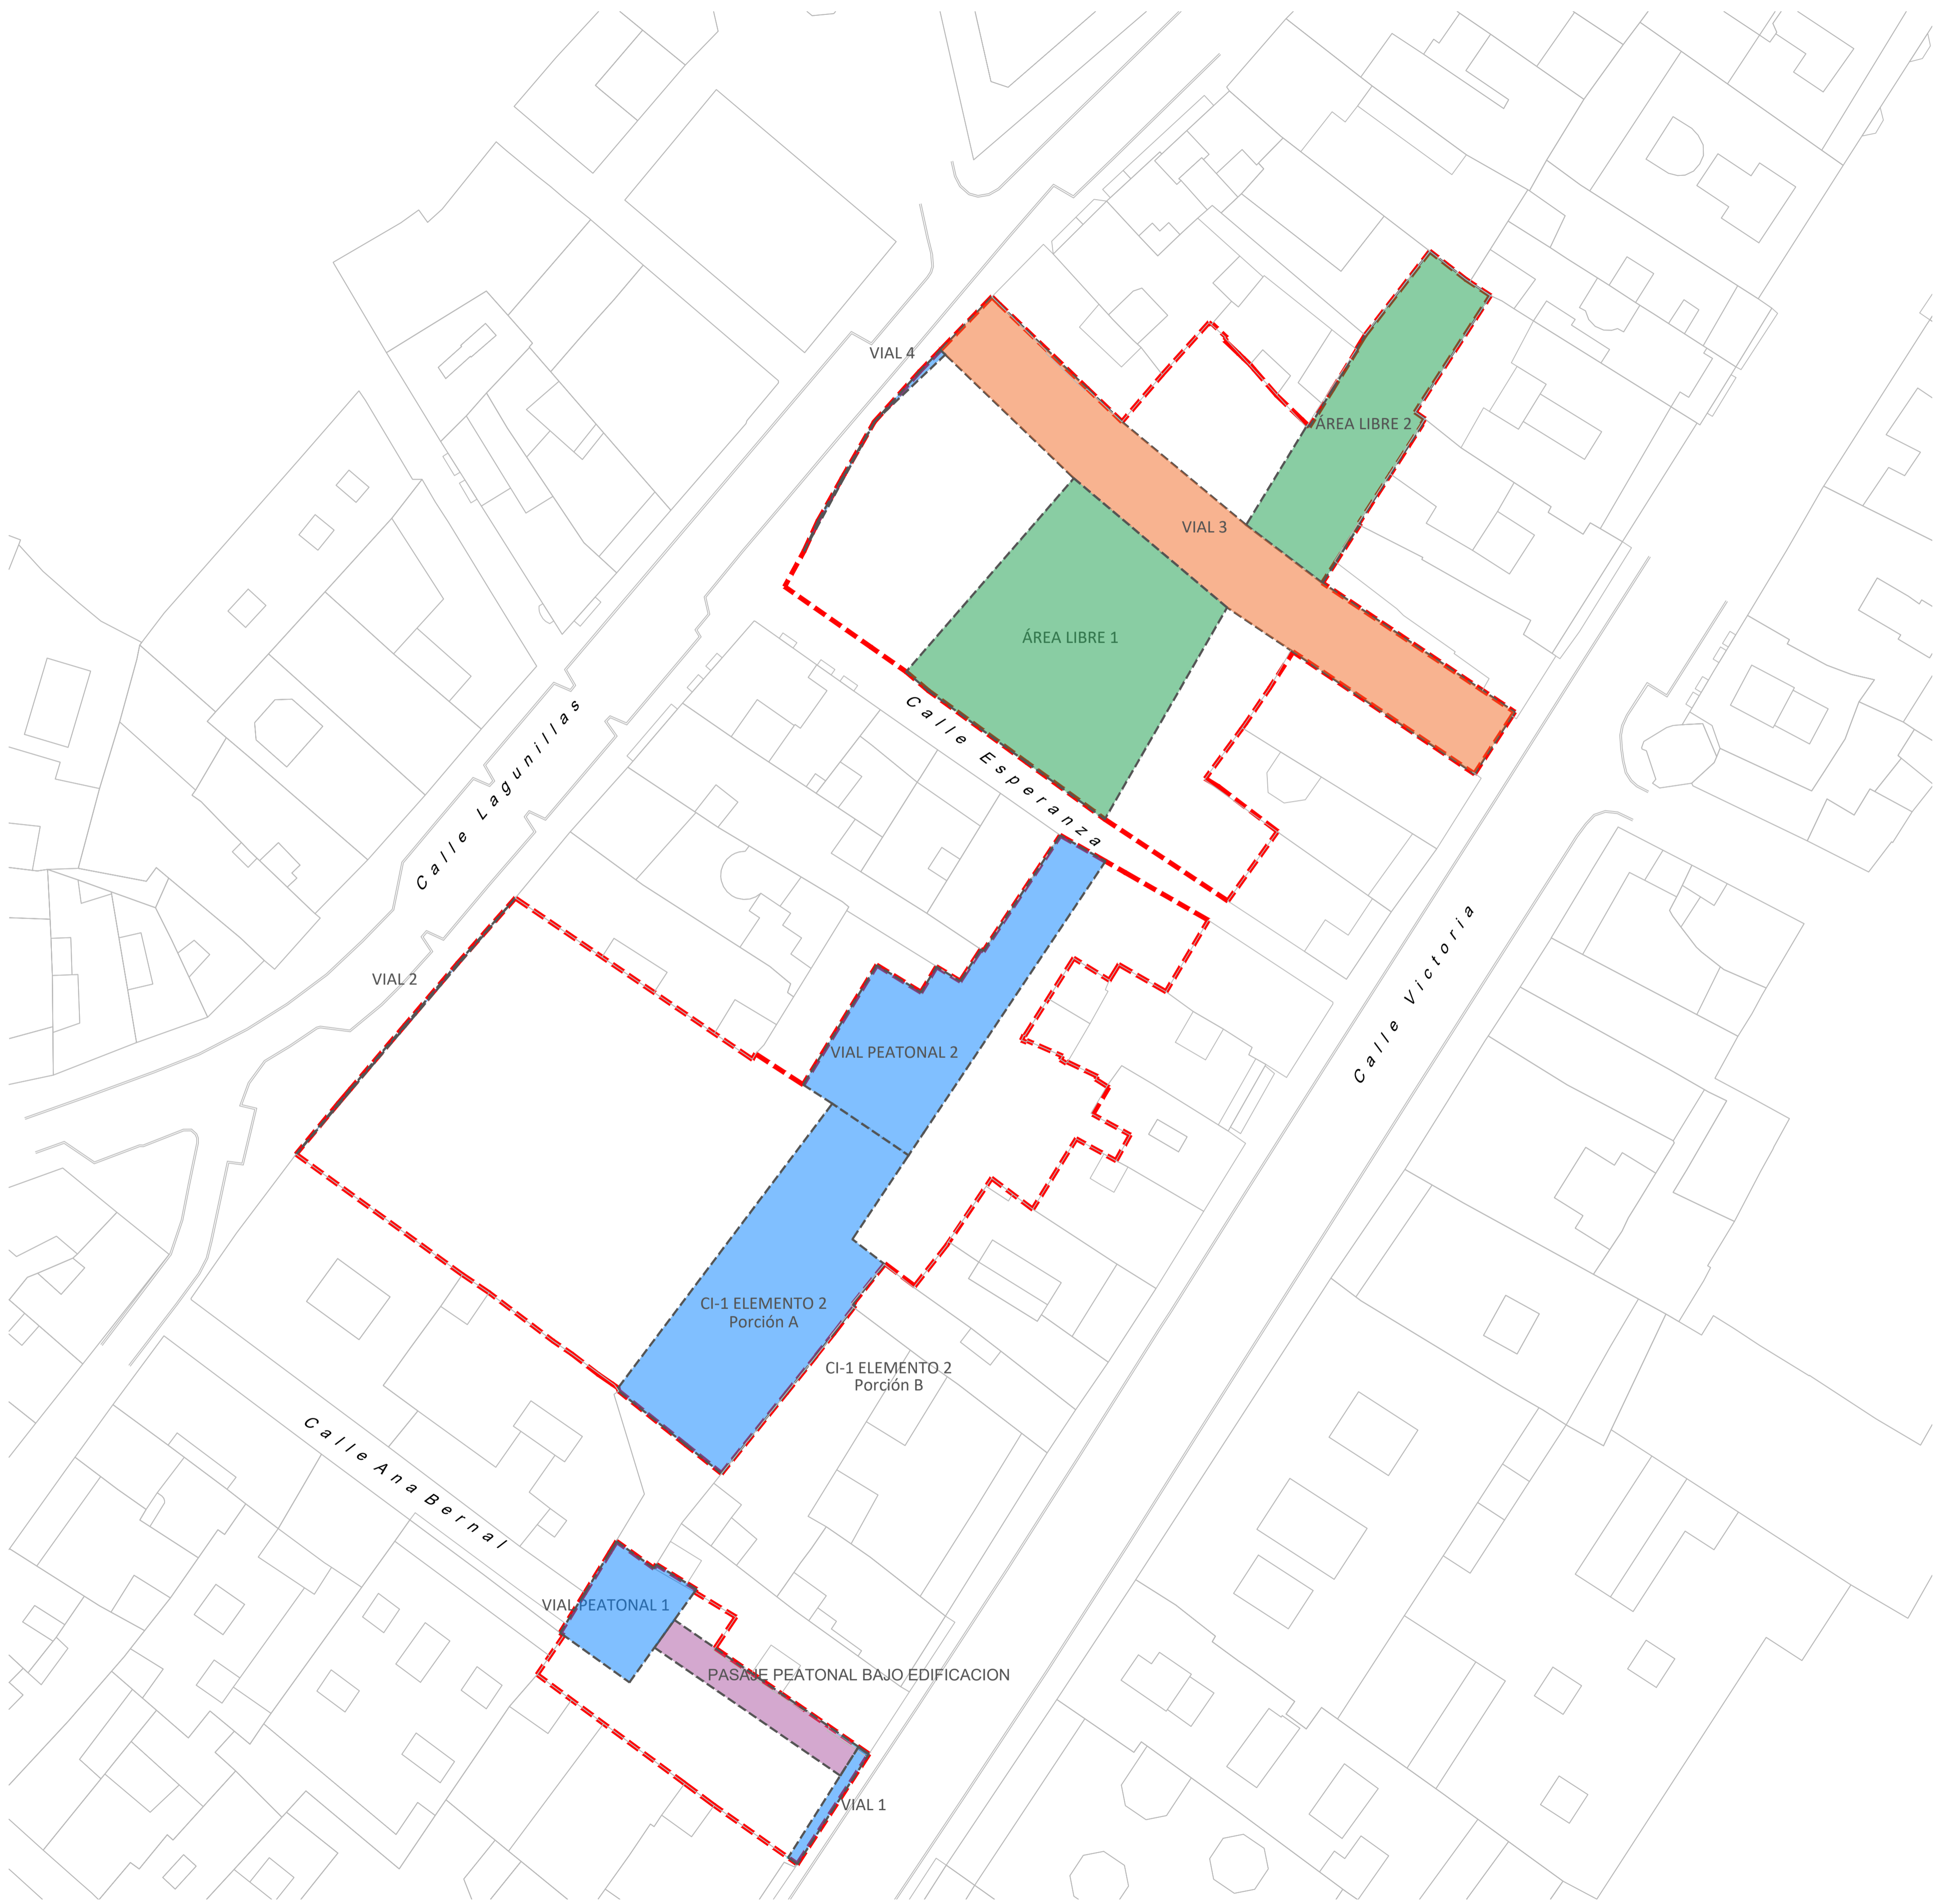 VIAL 4
ÁREA LIBRE 2
VIAL 3
ÁREA LIBRE 1
Calle Esperanza
Calle Lagunillas
VIAL 2
Calle Victoria
VIAL PEATONAL 2
CI-1 ELEMENTO 2
Porción A
CI-1 ELEMENTO 2
Porción B
Calle Ana Bernal
VIAL PEATONAL 1
PASAJE PEATONAL BAJO EDIFICACION
VIAL 1